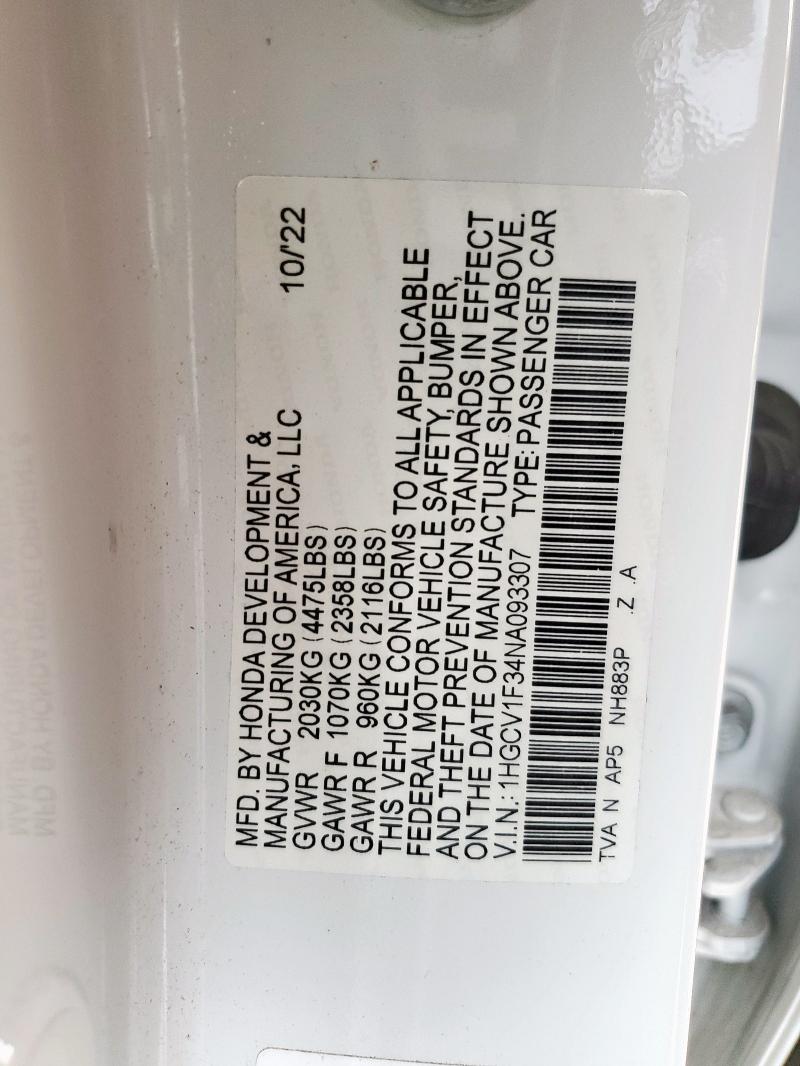 MFD. BY HONDA DEVELOPMENT &
MANUFACTURING OF AMERICA, LLC 10/'22
GVWR 2030KG (4475LBS)
GAWR F 1070KG (2358LBS)
GAWR R 960KG (2116LBS)
THIS VEHICLE CONFORMS TO ALL APPLICABLE
FEDERAL MOTOR VEHICLE SAFETY, BUMPER,
AND THEFT PREVENTION STANDARDS IN EFFECT
ON THE DATE OF MANUFACTURE SHOWN ABOVE.
V.I.N.: 1HGCV1F34NA093307 TYPE: PASSENGER CAR
TVA N AP5 NH883P .Z .A